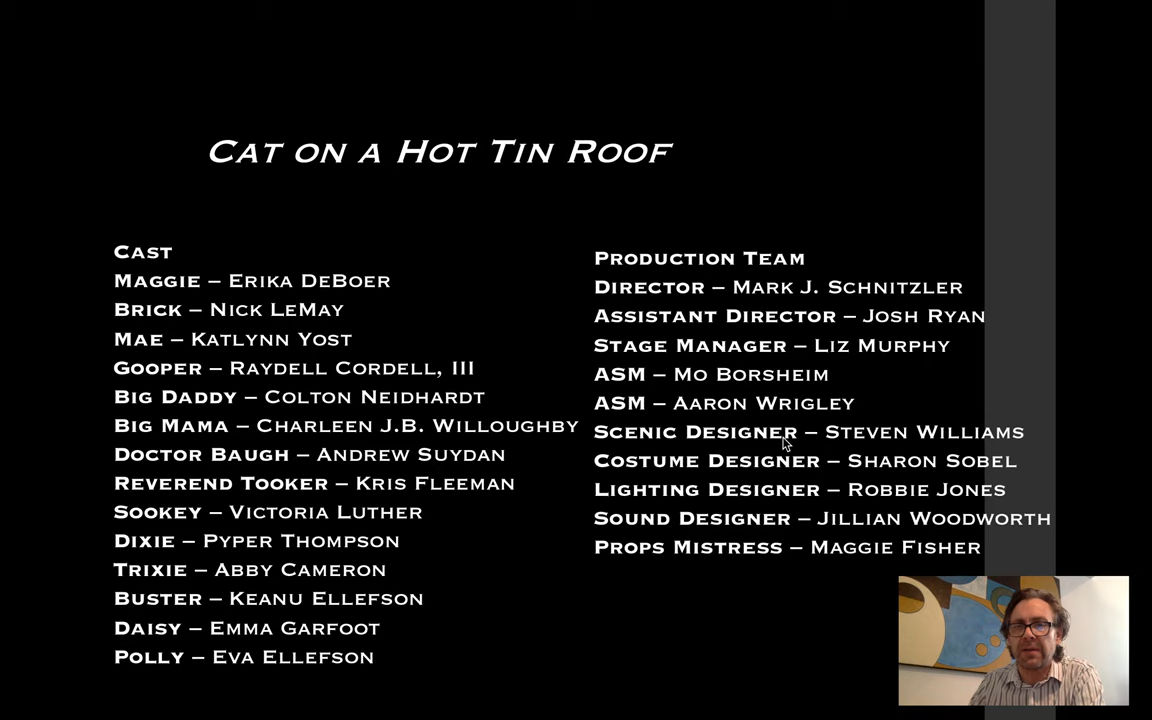 Cat on a Hot Tin Roof
Cast
Maggie – Erika DeBoer
Brick – Nick LeMay
Mae – Katlynn Yost
Gooper – Raydell Cordell, III
Big Daddy – Colton Neidhardt
Big Mama – Charleen J.B. Willoughby
Doctor Baugh – Andrew Suydan
Reverend Tooker – Kris Fleeman
Sookey – Victoria Luther
Dixie – Pyper Thompson
Trixie – Abby Cameron
Buster – Keanu Ellefson
Daisy – Emma Garfoot
Polly – Eva Ellefson
Production Team
Director – Mark J. Schnitzler
Assistant Director – Josh Ryan
Stage Manager – Liz Murphy
ASM – Mo Borsheim
ASM – Aaron Wrigley
Scenic Designer – Steven Williams
Costume Designer – Sharon Sobel
Lighting Designer – Robbie Jones
Sound Designer – Jillian Woodworth
Props Mistress – Maggie Fisher